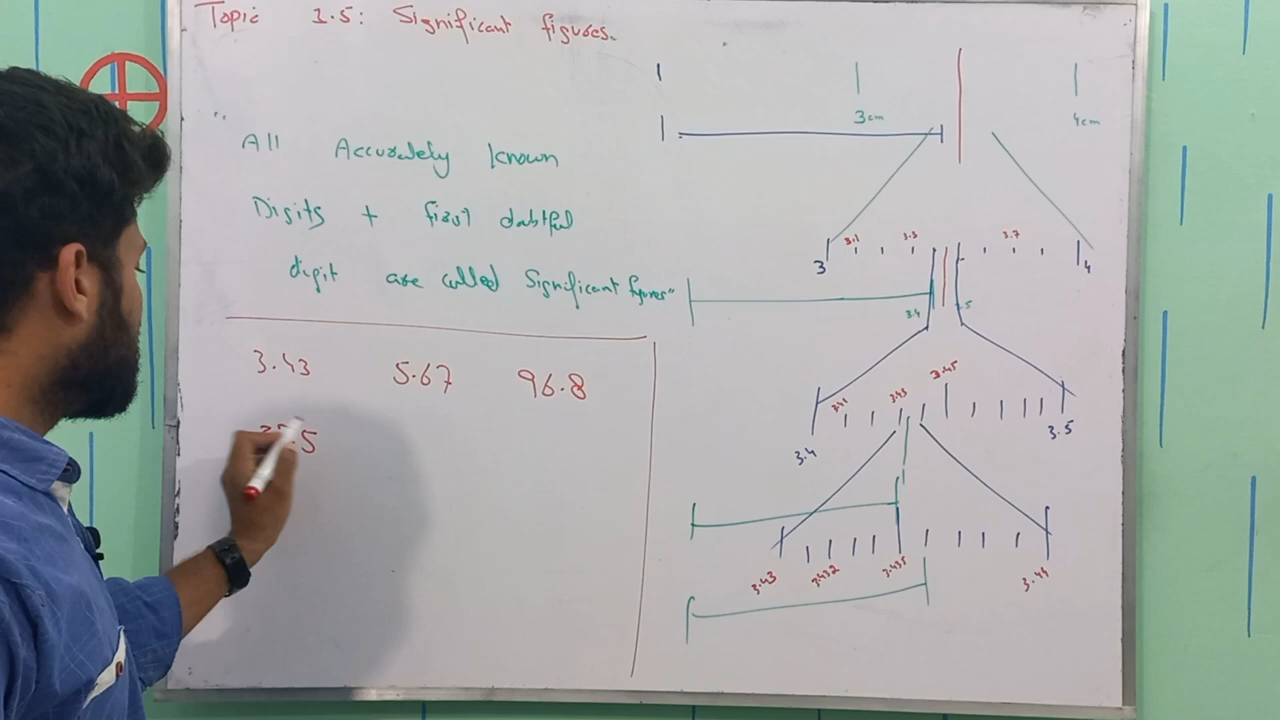 Topic 1.5: Significant figures.
"
All Accurately known
Digits + first doubtful
digit are called Significant figures"
3.43 5.67 96.8
.5
3cm 4cm
3.1 3.3 3.7
3 4
3.4 .5
3.41 3.43 3.45
3.4 3.5
3.43 3.432 3.435 3.44